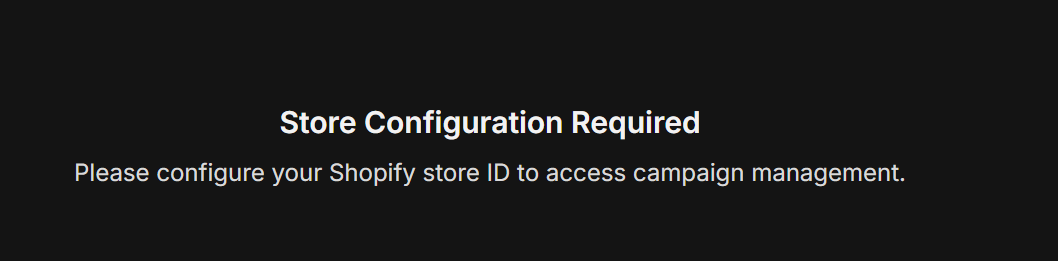 Store Configuration Required
Please configure your Shopify store ID to access campaign management.